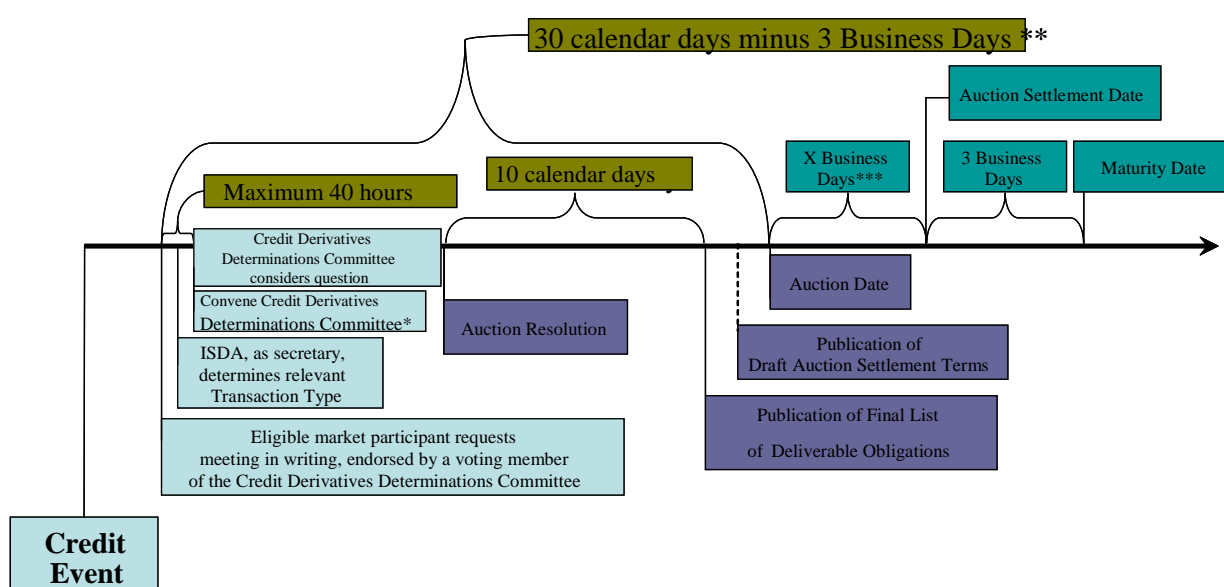 30 calendar days minus 3 Business Days **
Auction Settlement Date
X Business
Days***
3 Business
Days
Maturity Date
10 calendar days
Maximum 40 hours
Credit Derivatives
Determinations Committee
considers question
Convene Credit Derivatives
Determinations Committee*
ISDA, as secretary,
determines relevant
Transaction Type
Eligible market participant requests
meeting in writing, endorsed by a voting member
of the Credit Derivatives Determinations Committee
Auction Resolution
Auction Date
Publication of
Draft Auction Settlement Terms
Publication of Final List
of Deliverable Obligations
Credit
Event